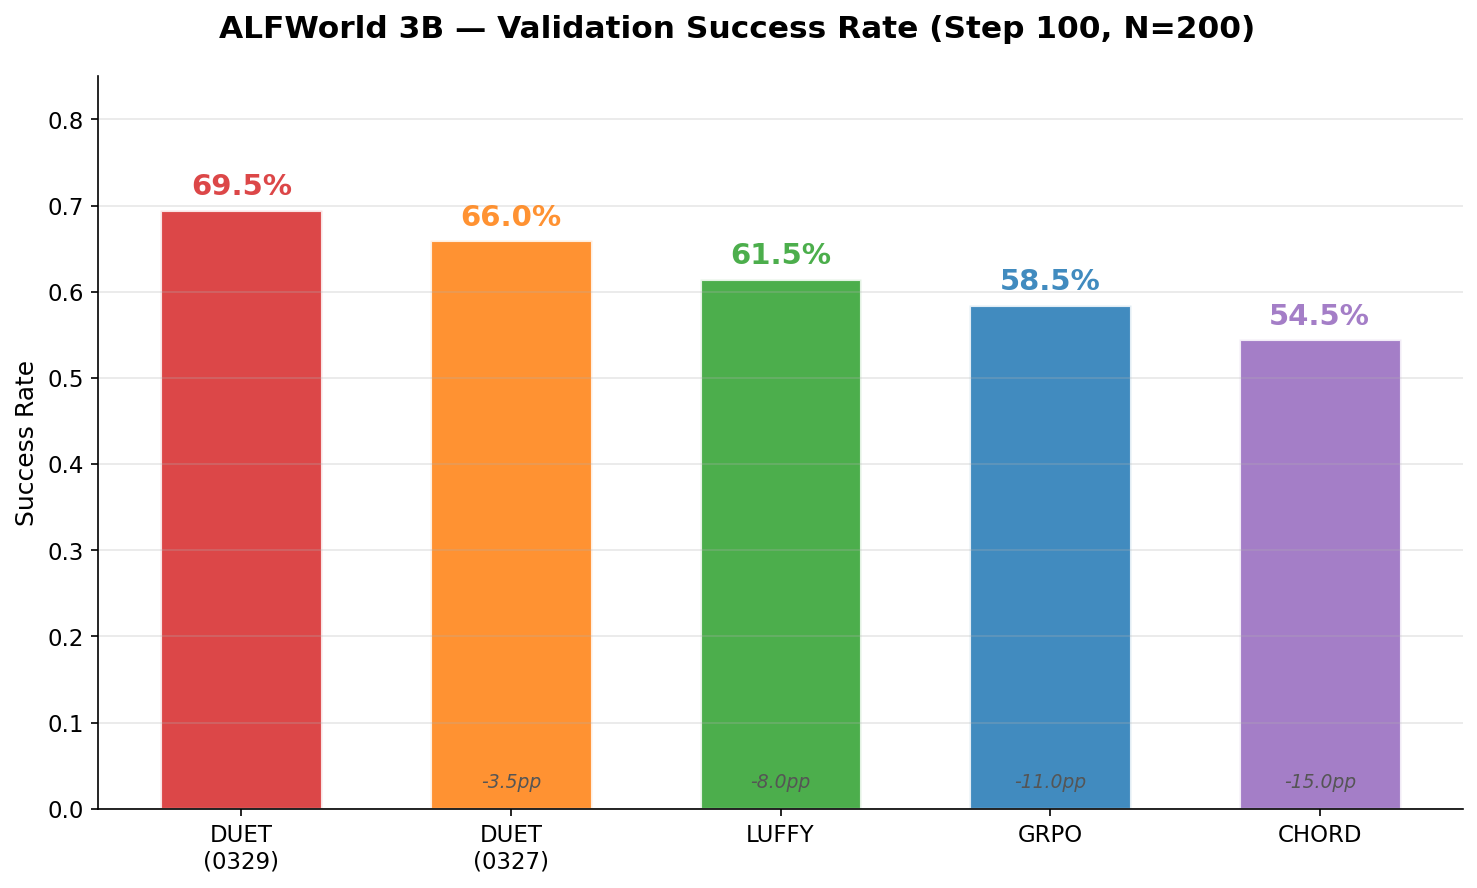 ALFWorld 3B — Validation Success Rate (Step 100, N=200)
Success Rate
0.8
0.7
0.6
0.5
0.4
0.3
0.2
0.1
0.0
69.5%
66.0%
61.5%
58.5%
54.5%
-3.5pp
-8.0pp
-11.0pp
-15.0pp
DUET
(0329)
DUET
(0327)
LUFFY
GRPO
CHORD